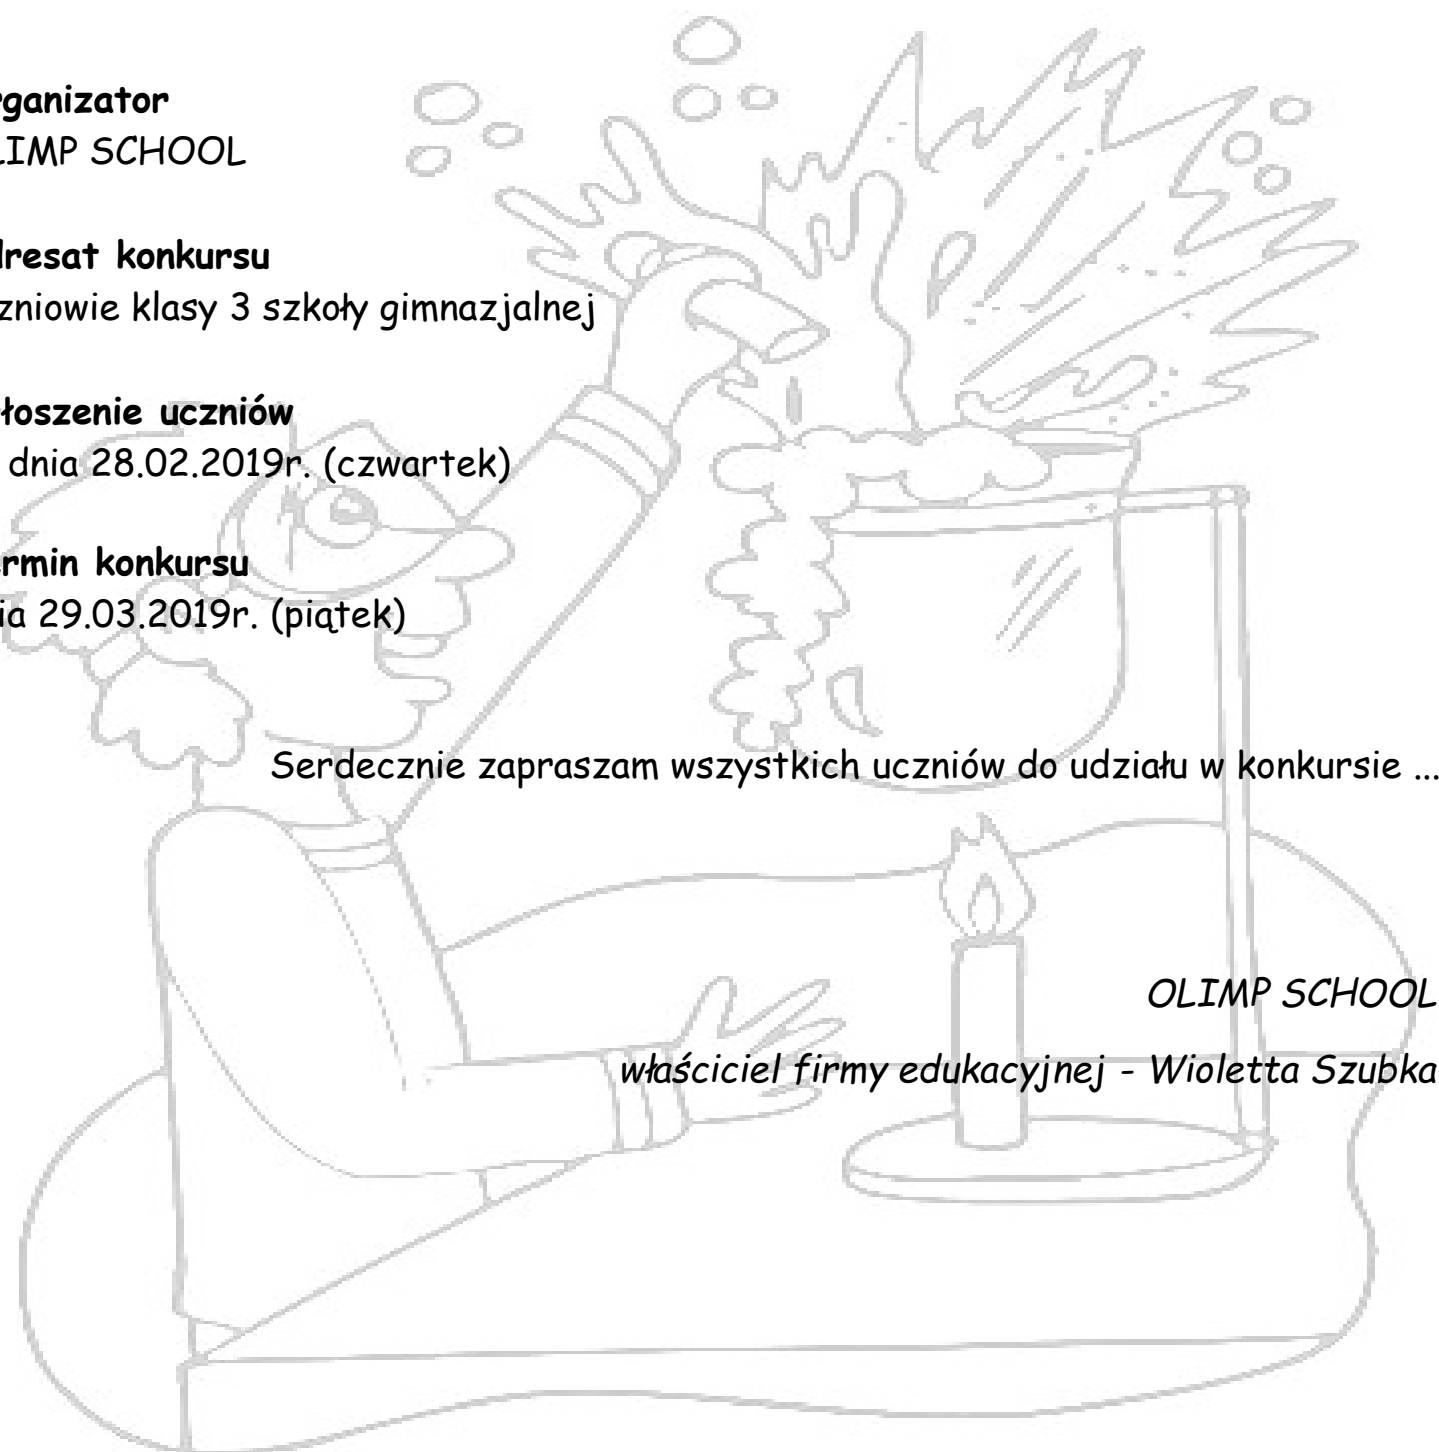 rganizator
LIMP SCHOOL
dresat konkursu
zniowie klasy 3 szkoły gimnazjalnej
łoszenie uczniów
dnia 28.02.2019r. (czwartek)
ermin konkursu
ia 29.03.2019r. (piątek)
Serdecznie zapraszam wszystkich uczniów do udziału w konkursie ...
OLIMP SCHOOL
właściciel firmy edukacyjnej - Wioletta Szubka